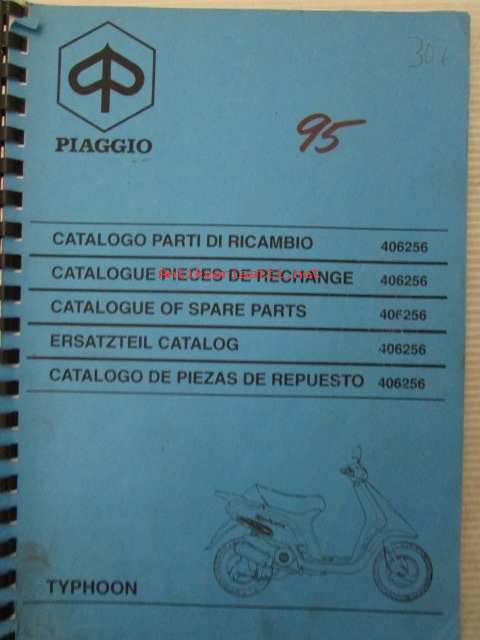 30
PIAGGIO
95
CATALOGO PARTI DI RICAMBIO 406256
CATALOGUE PIECES DE RECHANGE 406256
CATALOGUE OF SPARE PARTS 406256
ERSATZTEIL CATALOG 406256
CATALOGO DE PIEZAS DE REPUESTO 406256
TYPHOON